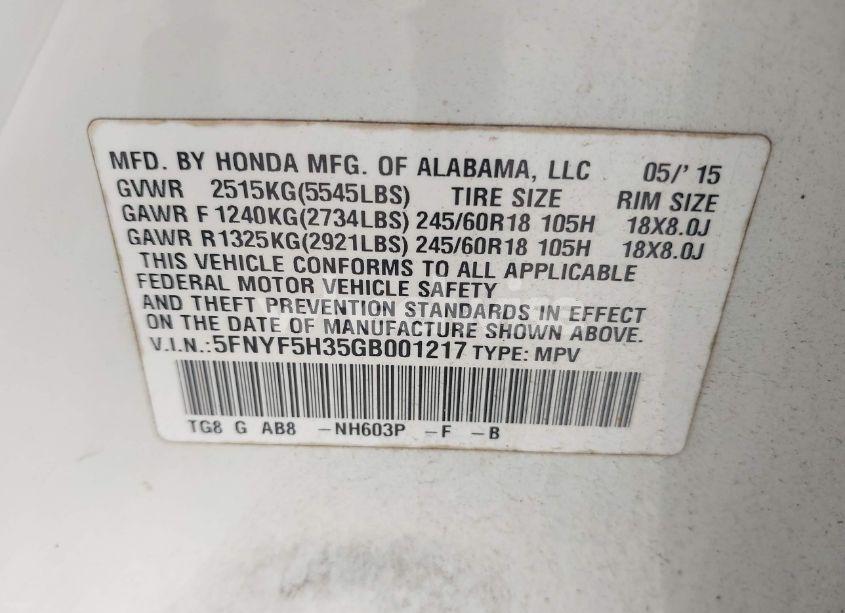 MFD. BY HONDA MFG. OF ALABAMA, LLC 05/' 15
GVWR 2515KG(5545LBS) TIRE SIZE RIM SIZE
GAWR F 1240KG(2734LBS) 245/60R18 105H 18X8.0J
GAWR R1325KG(2921LBS) 245/60R18 105H 18X8.0J
THIS VEHICLE CONFORMS TO ALL APPLICABLE
FEDERAL MOTOR VEHICLE SAFETY
AND THEFT PREVENTION STANDARDS IN EFFECT
ON THE DATE OF MANUFACTURE SHOWN ABOVE.
V.I.N.:5FNYF5H35GB001217 TYPE: MPV
TG8 G AB8 -NH603P -F -B